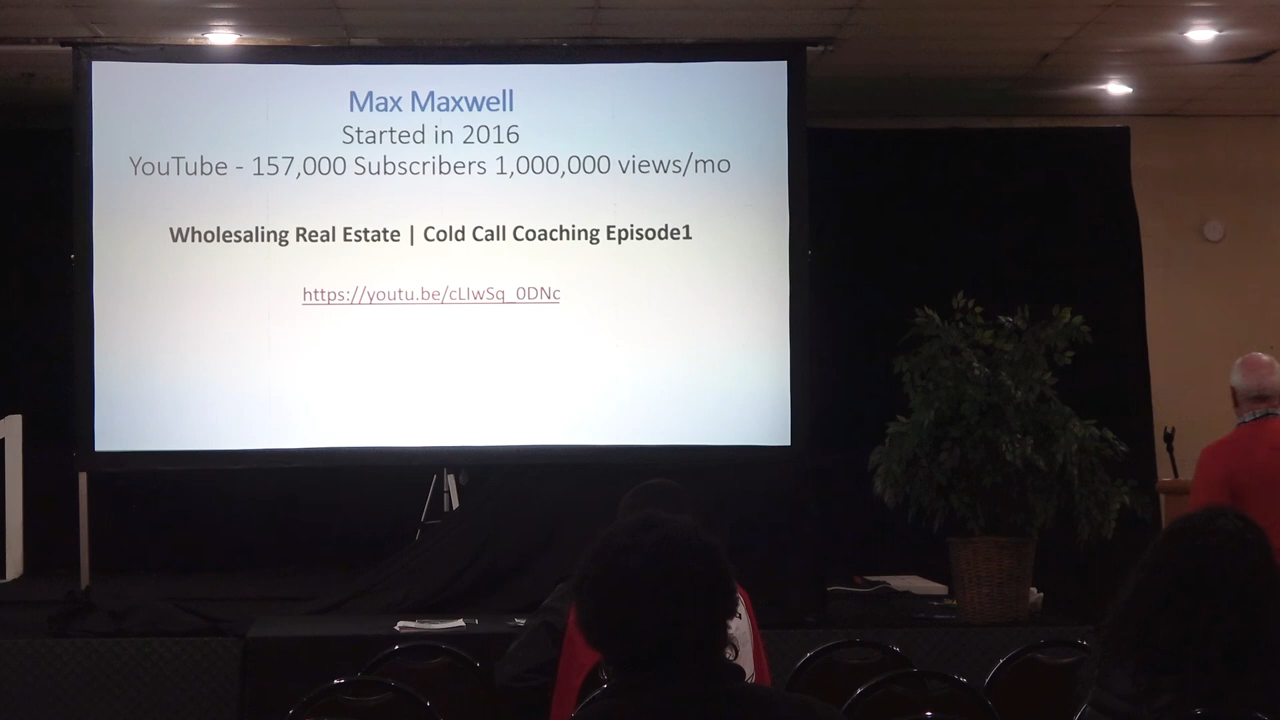 Max Maxwell
Started in 2016
YouTube - 157,000 Subscribers 1,000,000 views/mo
Wholesaling Real Estate | Cold Call Coaching Episode1
https://youtu.be/cLIwSq_0DNc